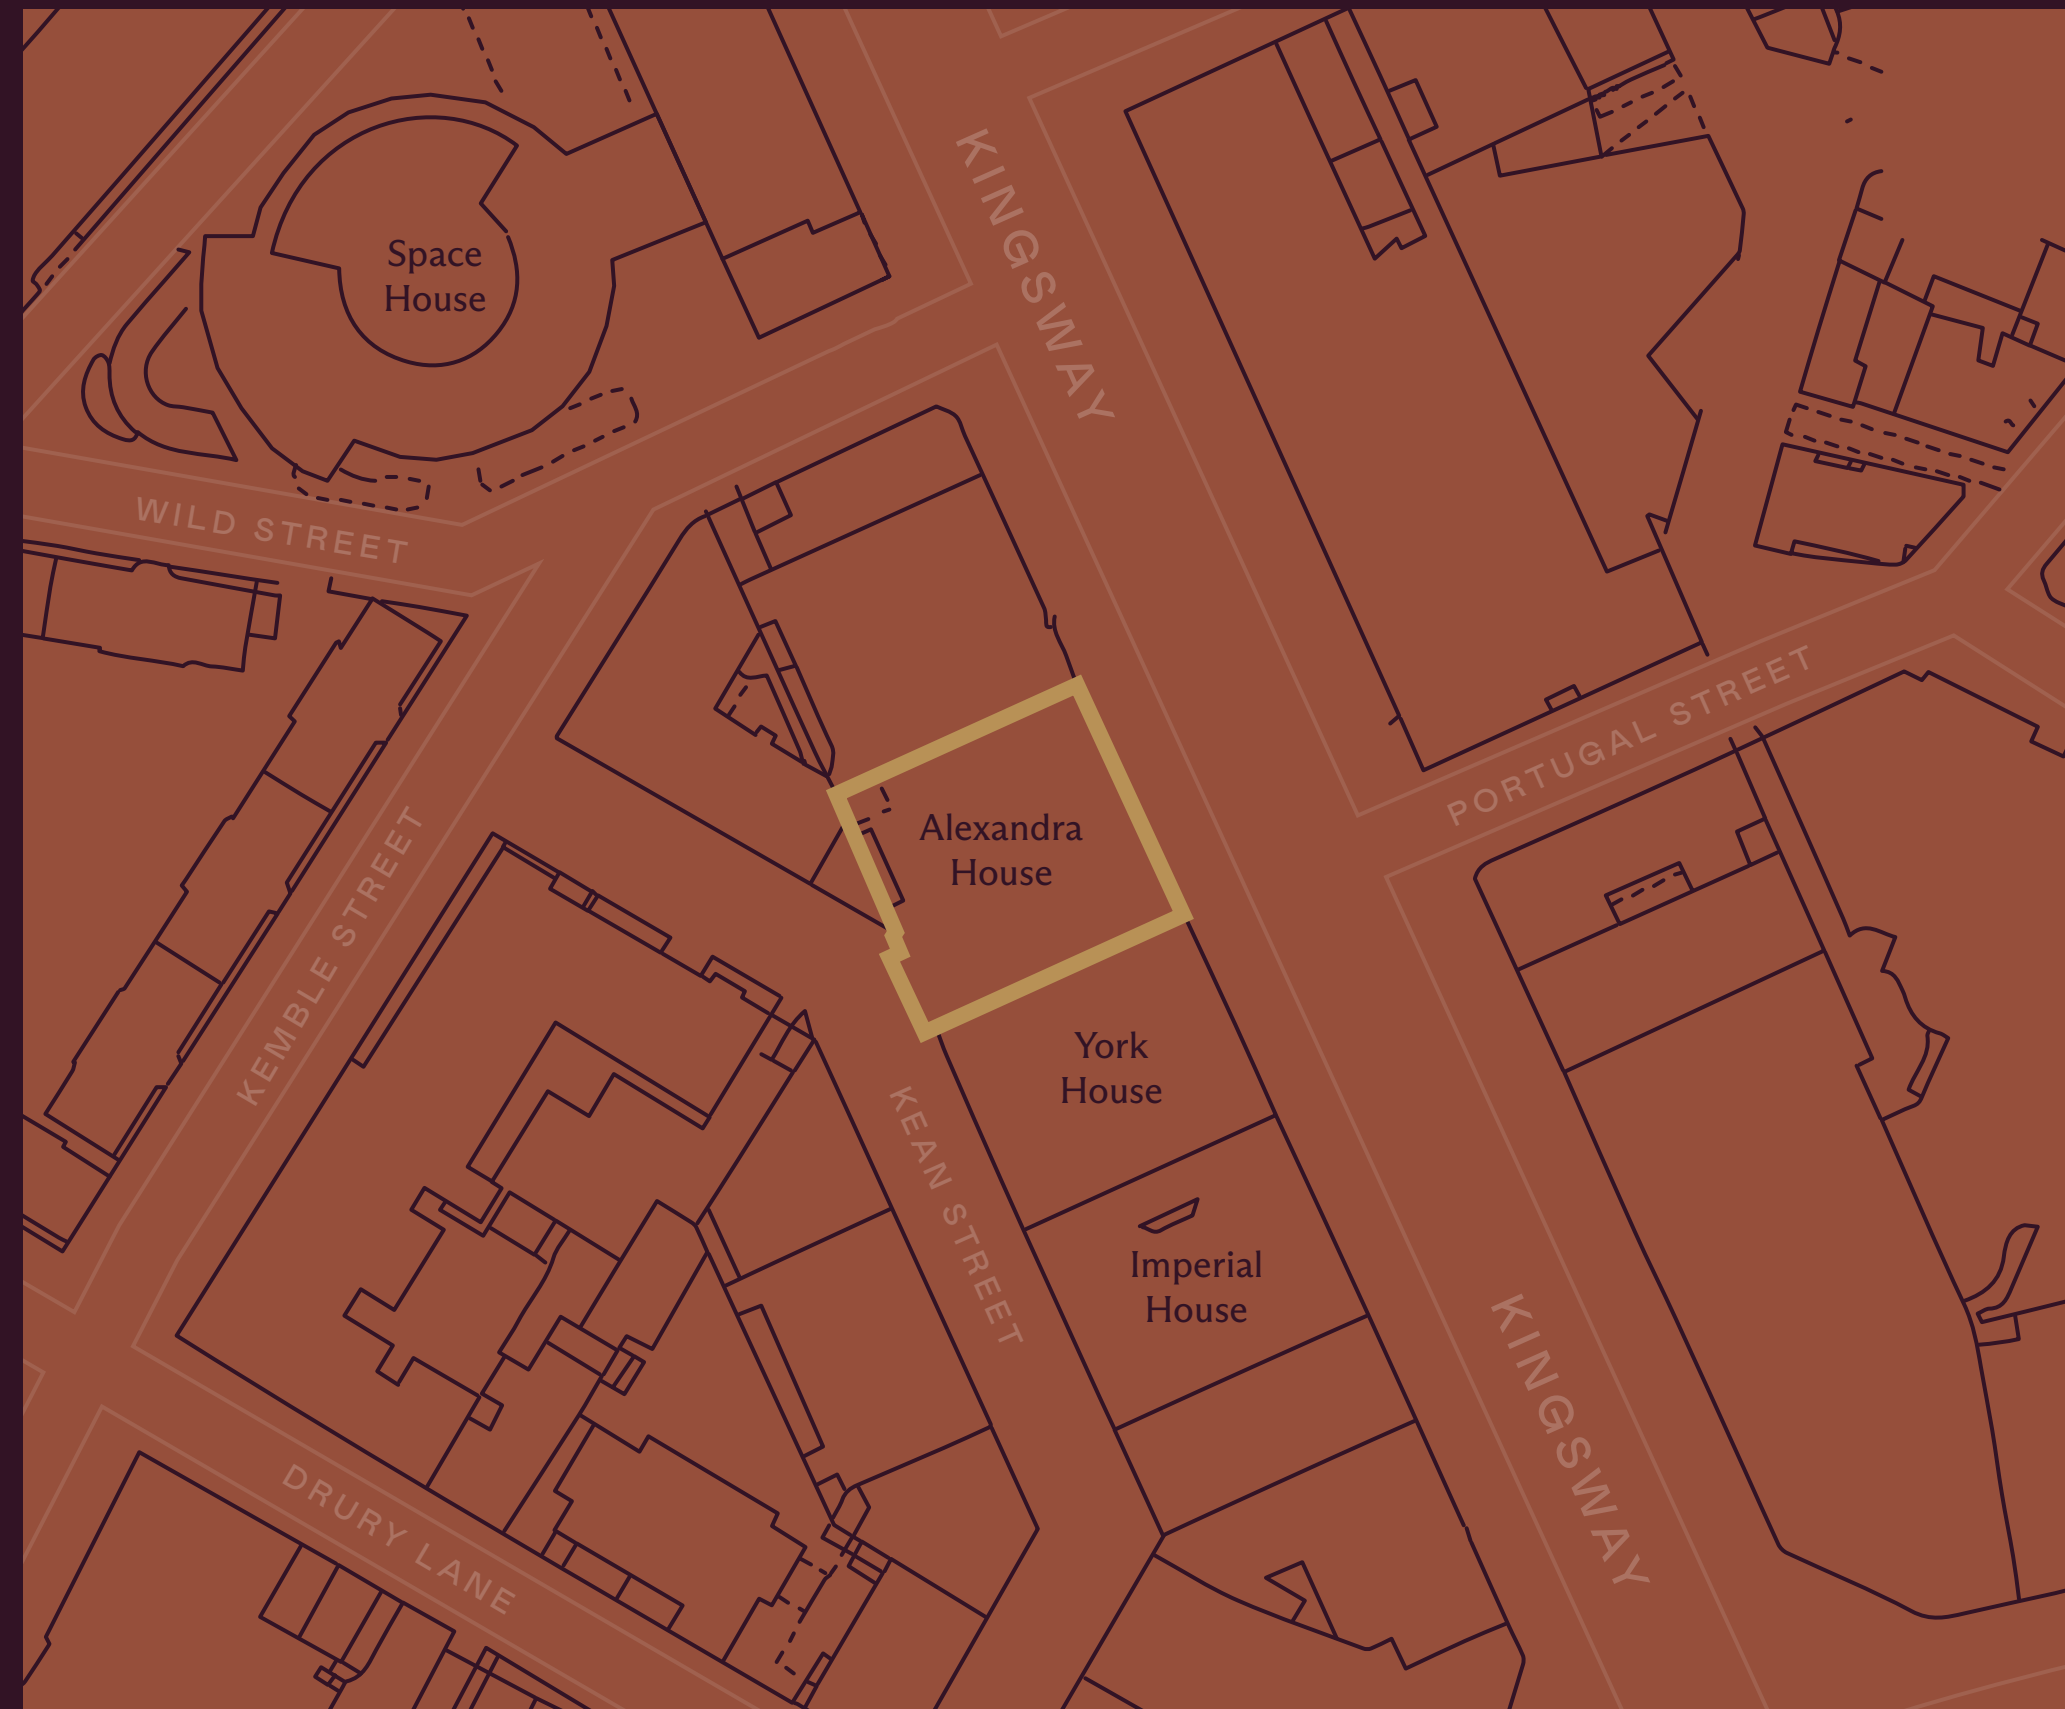 KINGSWAY
Space
House
WILD STREET
PORTUGAL STREET
Alexandra
House
KEMBLE STREET
York
House
KEAN STREET
Imperial
House
KINGSWAY
DRURY LANE